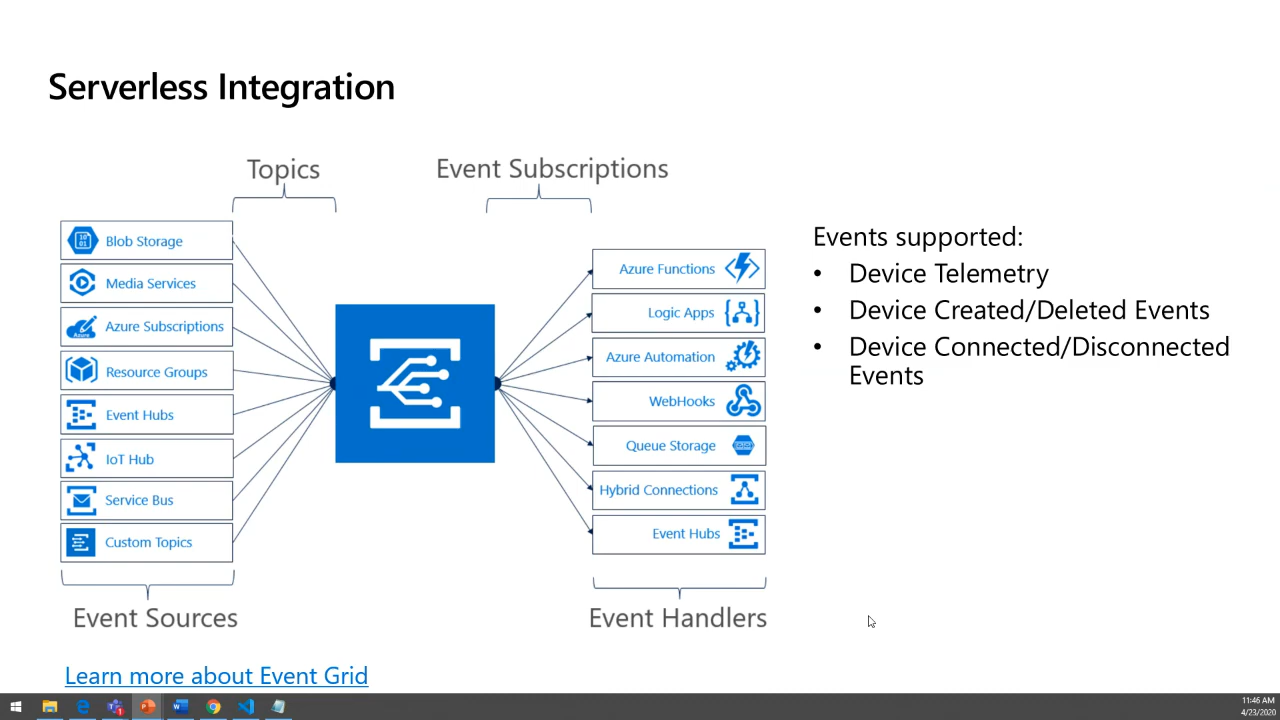 Serverless Integration
Topics
Event Subscriptions
Blob Storage
Media Services
Azure Subscriptions
Resource Groups
Event Hubs
IoT Hub
Service Bus
Custom Topics
Event Sources
Azure Functions
Logic Apps
Azure Automation
WebHooks
Queue Storage
Hybrid Connections
Event Hubs
Event Handlers
Events supported:
• Device Telemetry
• Device Created/Deleted Events
• Device Connected/Disconnected
Events
Learn more about Event Grid
11:46 AM
4/23/2020